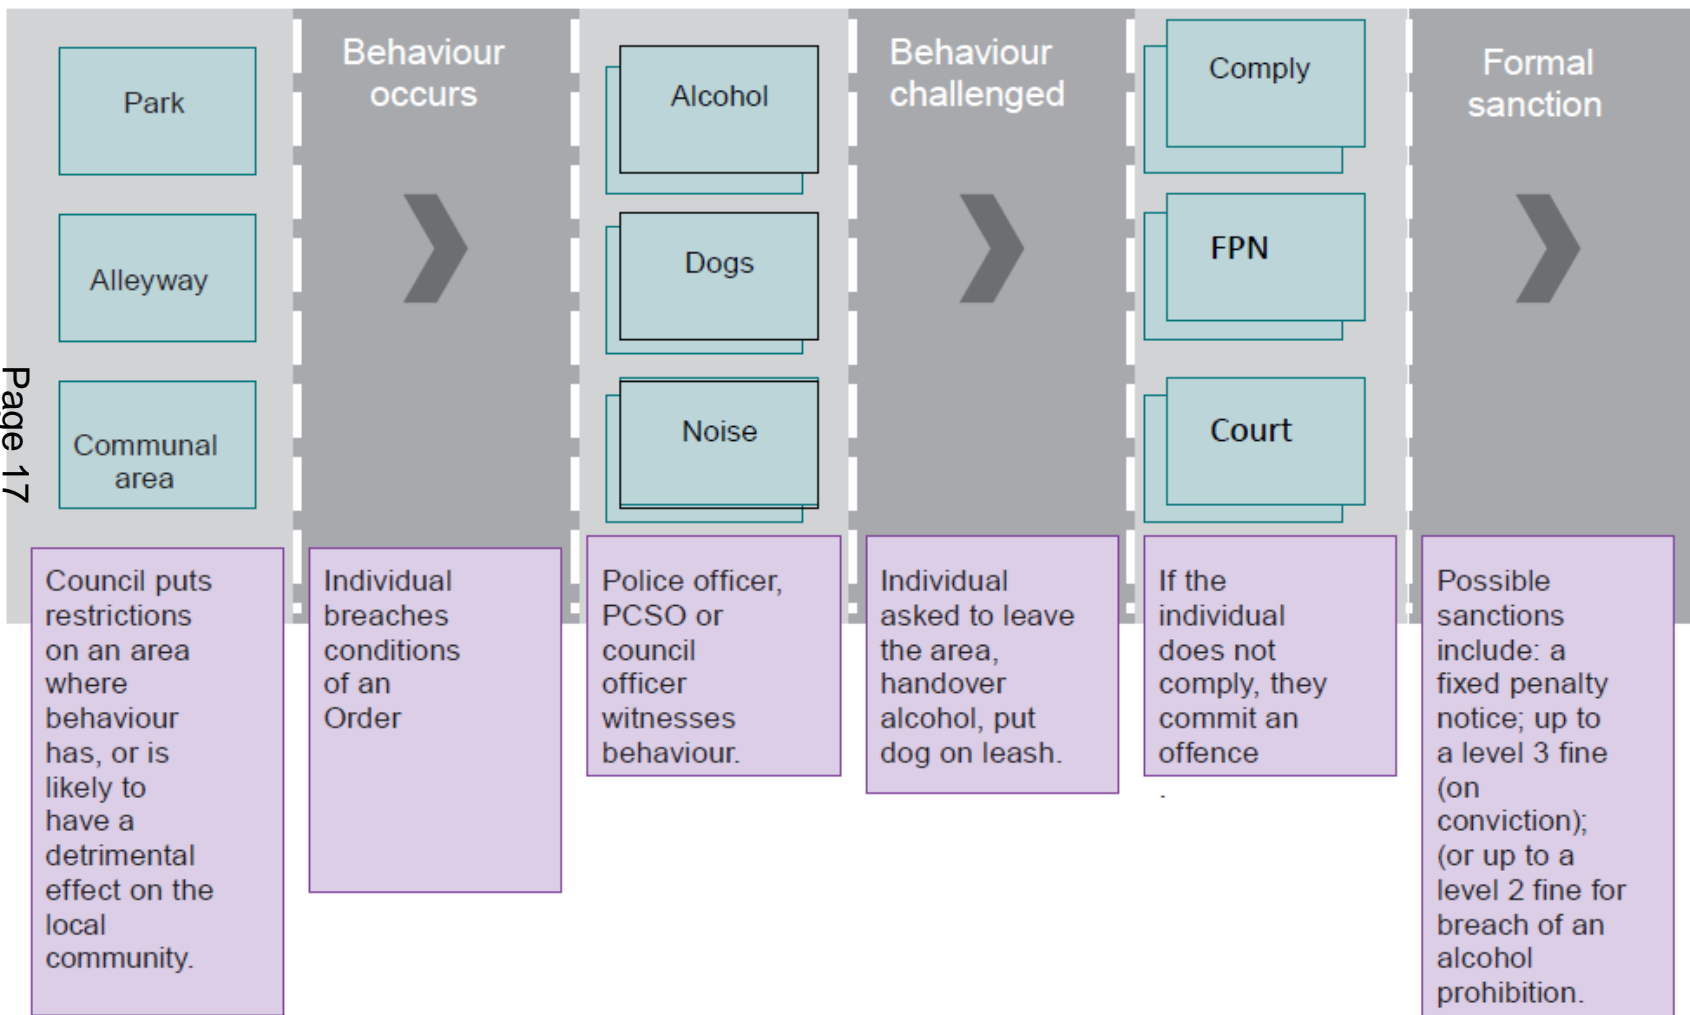 Park
Alleyway
Communal
area
Behaviour
occurs
Alcohol
Dogs
Noise
Behaviour
challenged
Comply
FPN
Court
Formal
sanction
Page 17
Council puts
restrictions
on an area
where
behaviour
has, or is
likely to
have a
detrimental
effect on the
local
community.
Individual
breaches
conditions
of an
Order
Police officer,
PCSO or
council
officer
witnesses
behaviour.
Individual
asked to leave
the area,
handover
alcohol, put
dog on leash.
If the
individual
does not
comply, they
commit an
offence
.
Possible
sanctions
include: a
fixed penalty
notice; up to
a level 3 fine
(on
conviction);
(or up to a
level 2 fine for
breach of an
alcohol
prohibition.